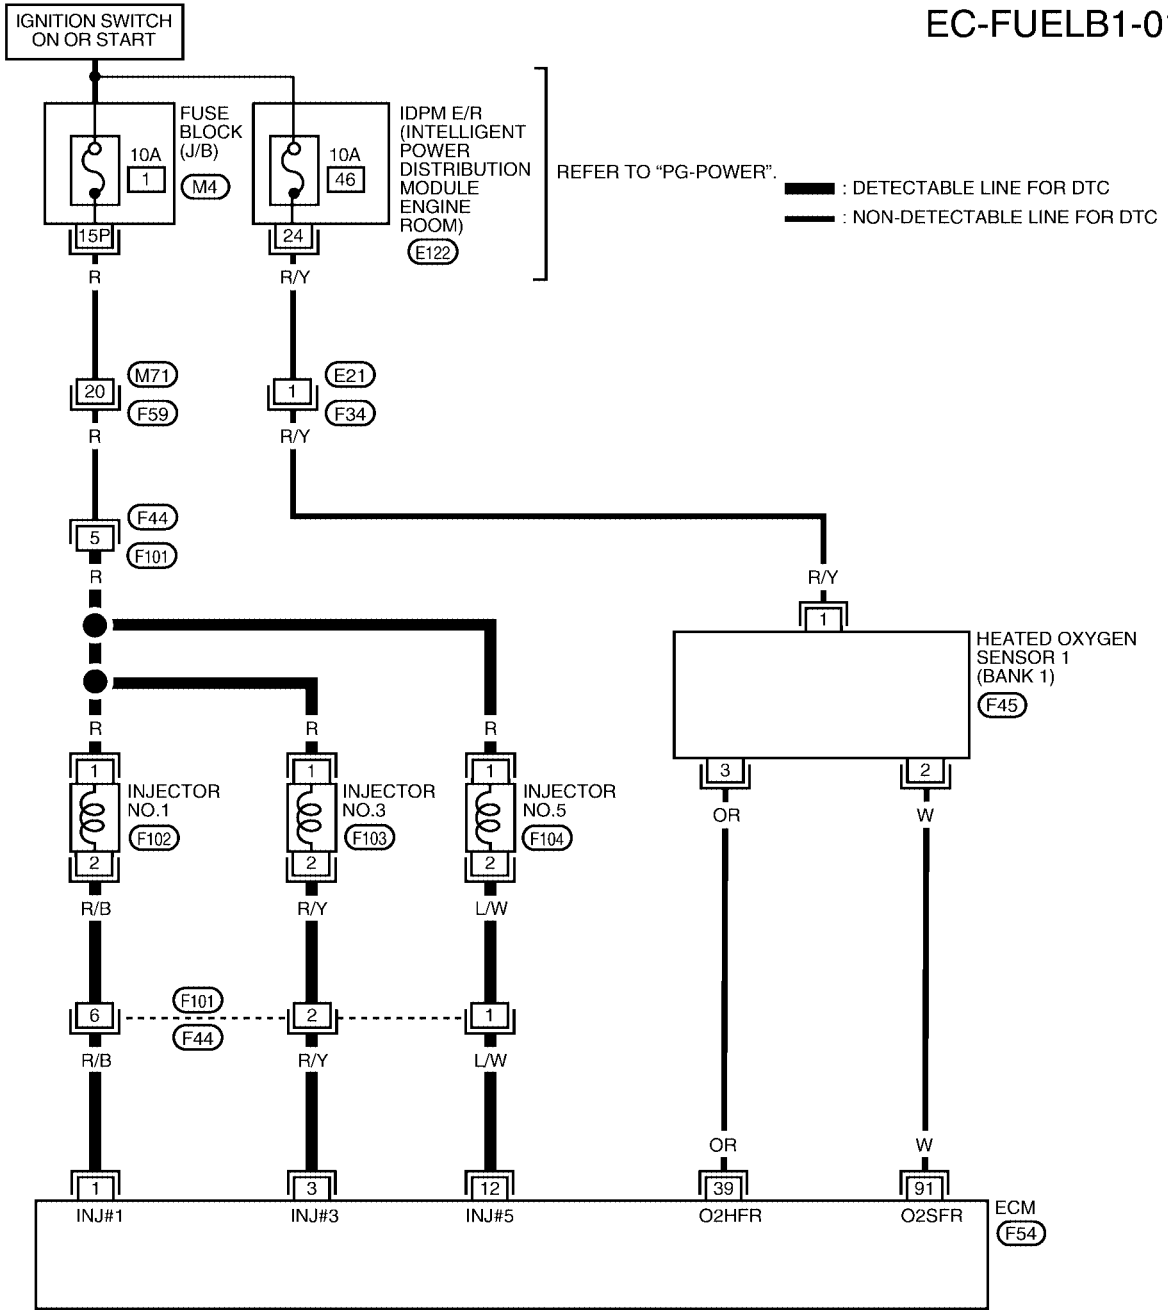 EC-FUELB1-01
IGNITION SWITCH
ON OR START
FUSE
BLOCK
(J/B)
10A
1
M4
15P
IDPM E/R
(INTELLIGENT
POWER
DISTRIBUTION
MODULE
ENGINE
ROOM)
10A
46
E122
24
REFER TO “PG-POWER”.
: DETECTABLE LINE FOR DTC
: NON-DETECTABLE LINE FOR DTC
R
R/Y
20
M71
F59
1
E21
F34
R
R/Y
5
F44
F101
R
R/Y
1
HEATED OXYGEN
SENSOR 1
(BANK 1)
F45
R
R
R
1
1
1
3
2
INJECTOR
NO.1
F102
INJECTOR
NO.3
F103
INJECTOR
NO.5
F104
OR
W
2
2
2
R/B
R/Y
L/W
6
F101
F44
2
1
R/B
R/Y
L/W
OR
W
1
3
12
39
91
INJ#1
INJ#3
INJ#5
O2HFR
O2SFR
ECM
F54